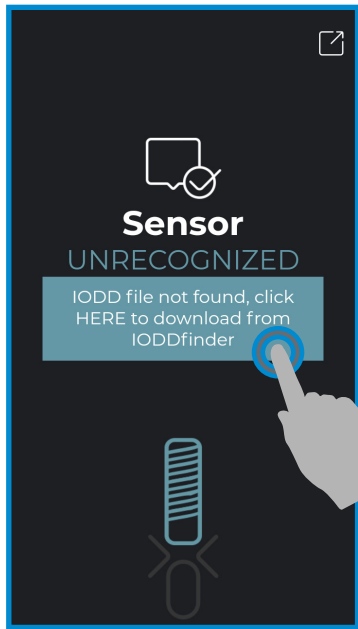 Sensor
UNRECOGNIZED
IODD file not found, click
HERE to download from
IODDfinder